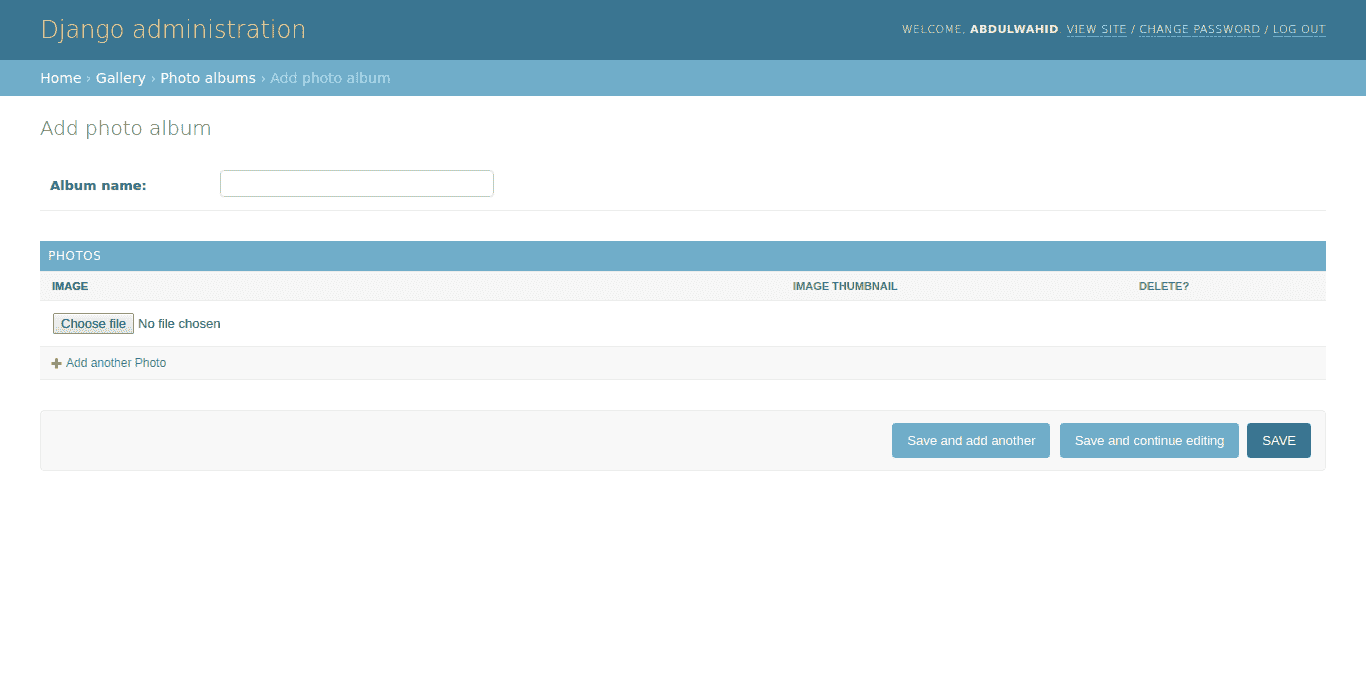 Django administration
WELCOME, ABDULWAHID. VIEW SITE / CHANGE PASSWORD / LOG OUT
Home › Gallery › Photo albums › Add photo album
Add photo album
Album name:
PHOTOS
IMAGE IMAGE THUMBNAIL DELETE?
Choose file No file chosen
Add another Photo
Save and add another Save and continue editing SAVE